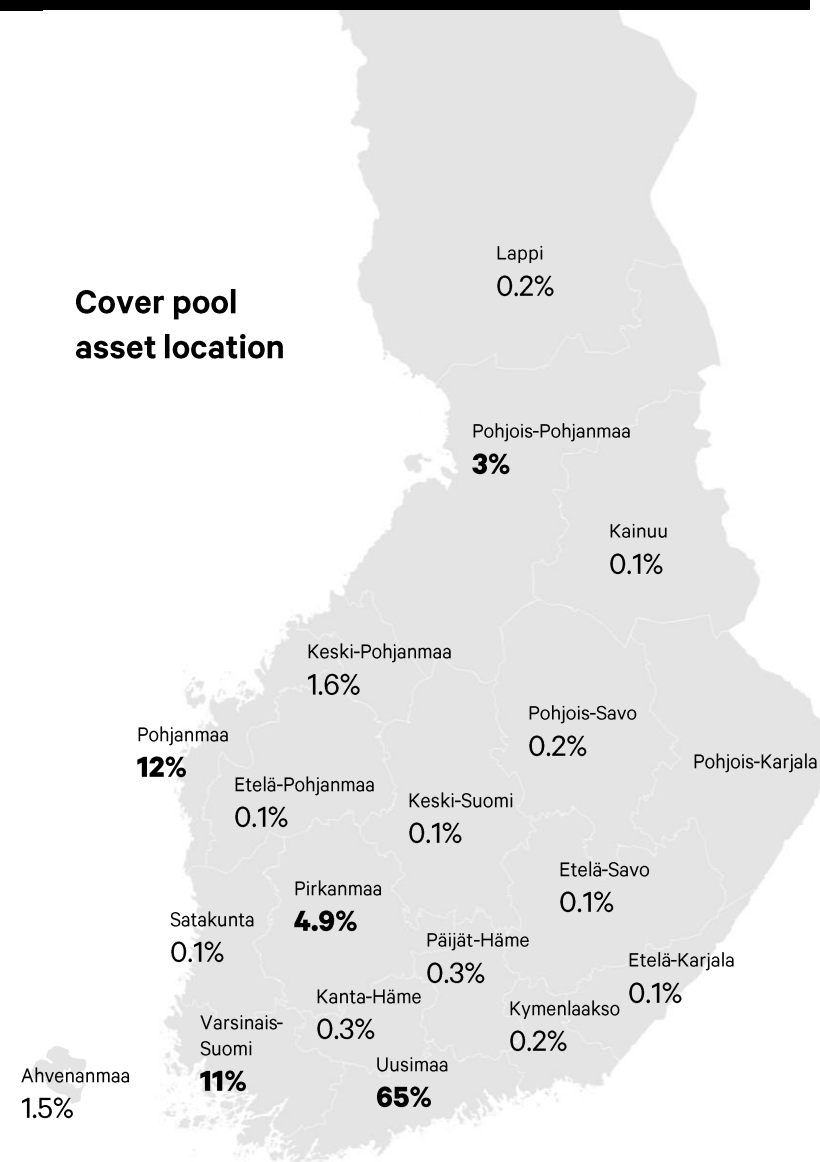 Lappi
0.2%
Cover pool
asset location
Pohjois-Pohjanmaa
3%
Kainuu
0.1%
Keski-Pohjanmaa
1.6%
Pohjois-Savo
0.2%
Pohjanmaa
12%
Pohjois-Karjala
Etelä-Pohjanmaa
0.1%
Keski-Suomi
0.1%
Etelä-Savo
0.1%
Pirkanmaa
4.9%
Satakunta
0.1%
Päijät-Häme
0.3%
Etelä-Karjala
0.1%
Kanta-Häme
0.3%
Kymenlaakso
0.2%
Varsinais-
Suomi
11%
Uusimaa
65%
Ahvenanmaa
1.5%